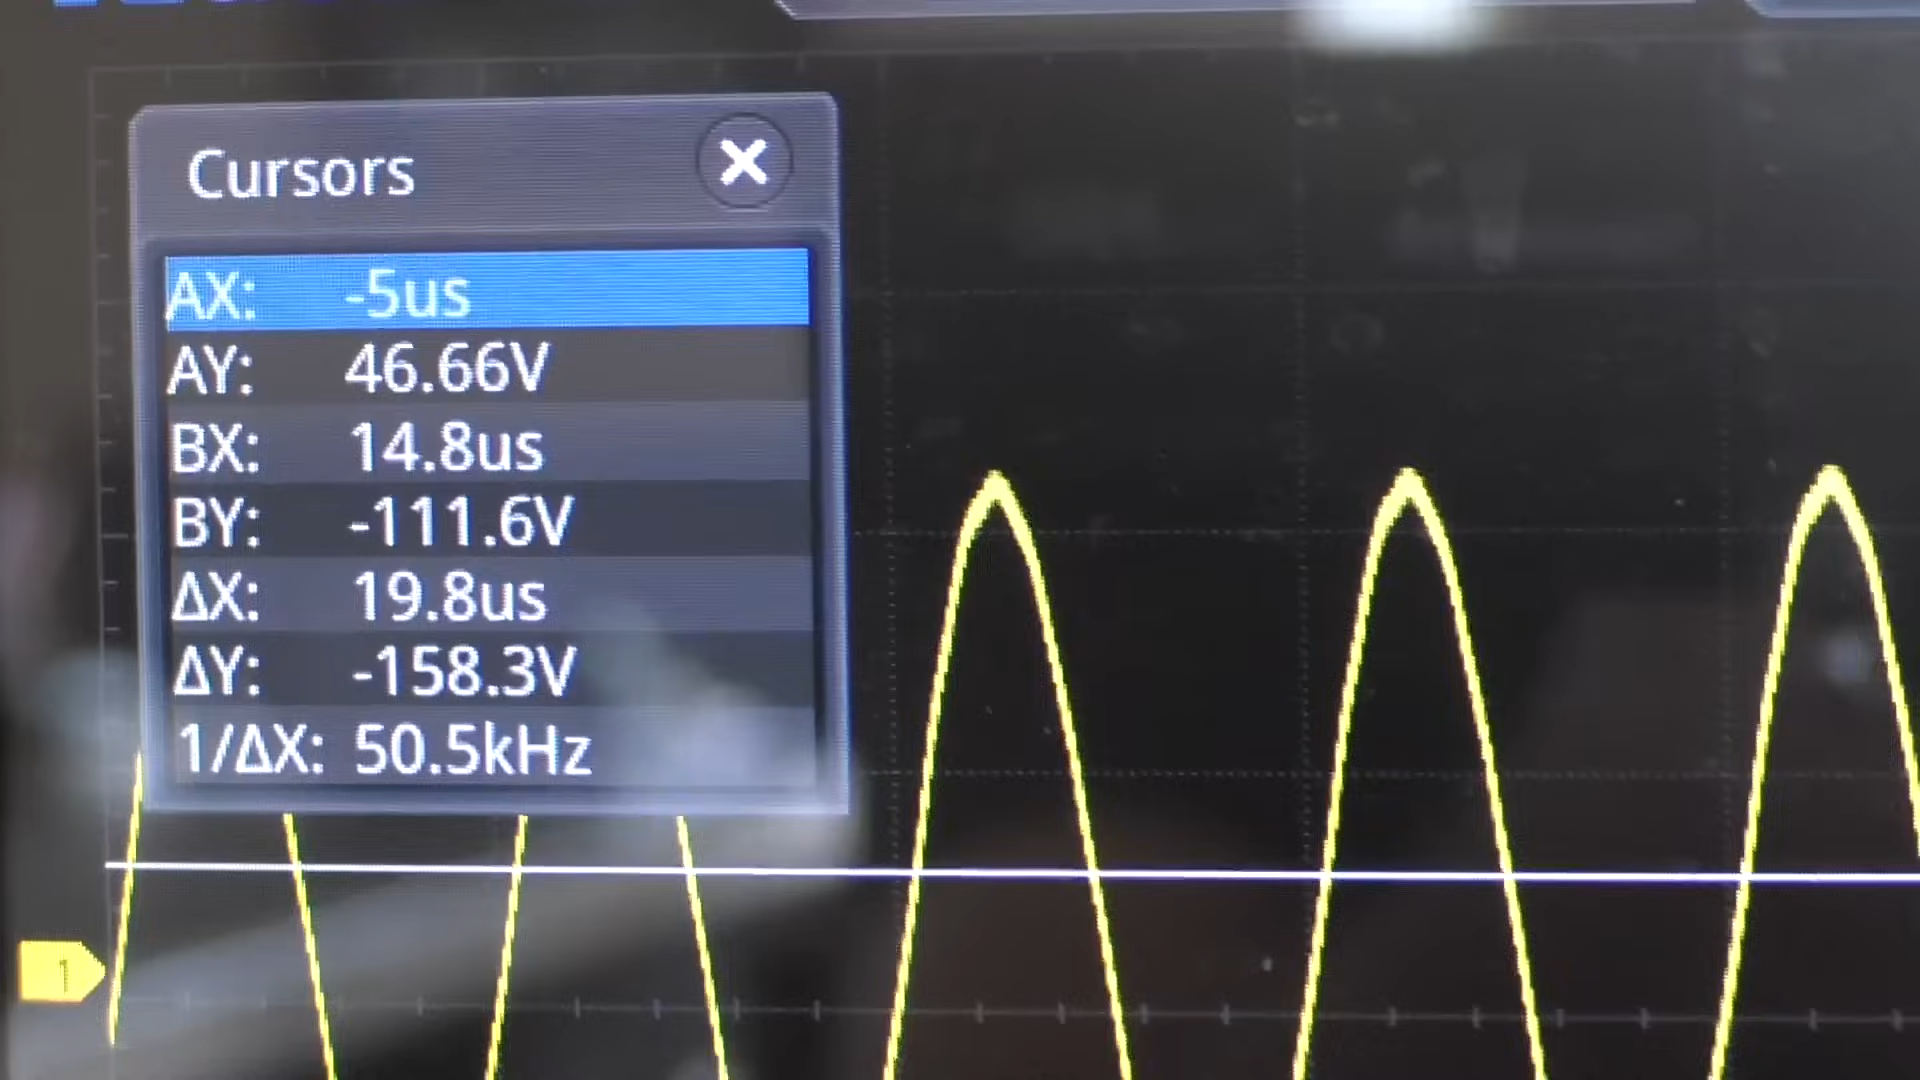 Cursors
AX: -5us
AY: 46.66V
BX: 14.8us
BY: -111.6V
ΔX: 19.8us
ΔY: -158.3V
1/ΔX: 50.5kHz
1